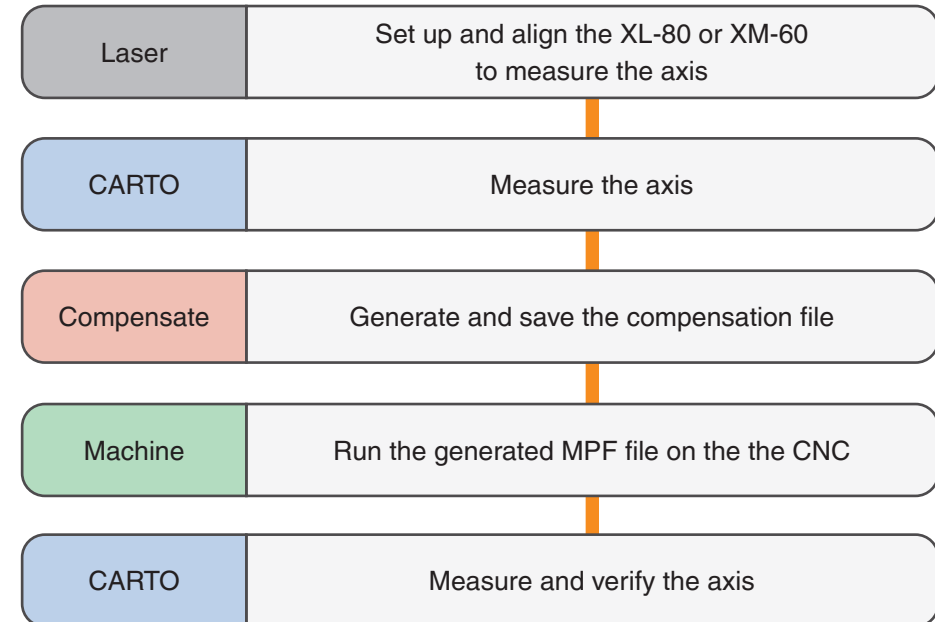 Laser
Set up and align the XL-80 or XM-60
to measure the axis
CARTO
Measure the axis
Compensate
Generate and save the compensation file
Machine
Run the generated MPF file on the the CNC
CARTO
Measure and verify the axis